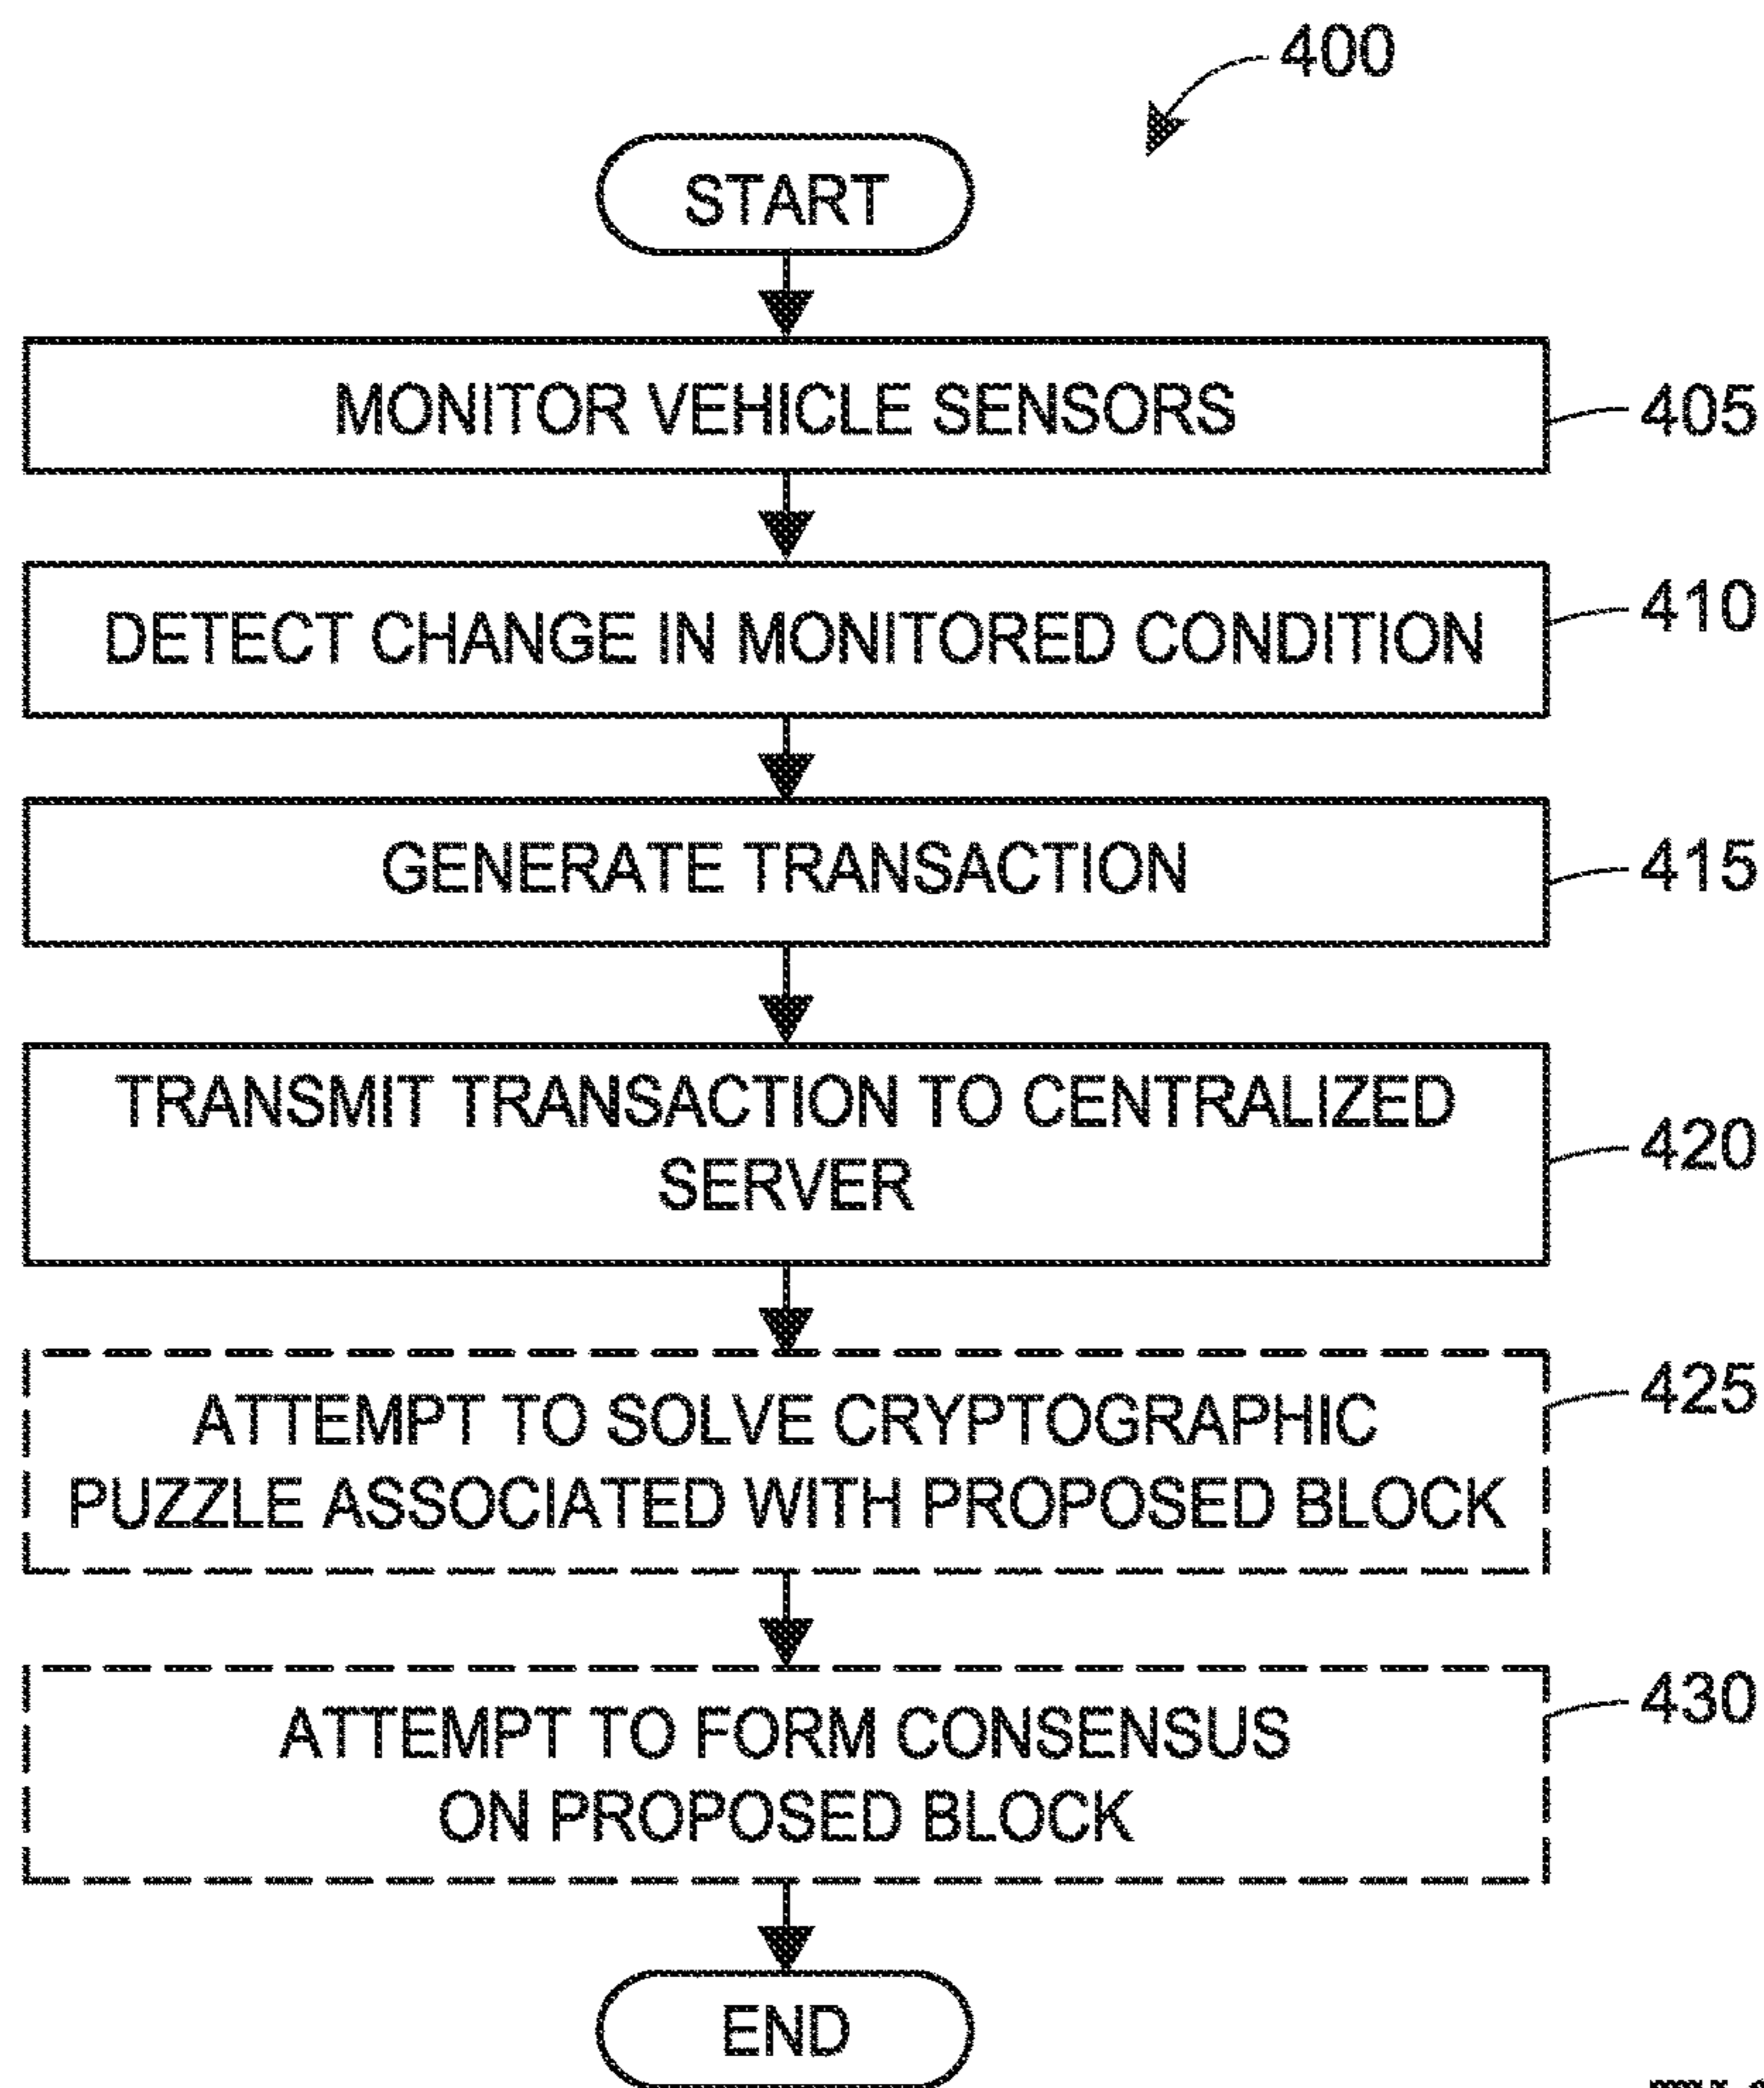 400
START
MONITOR VEHICLE SENSORS
405
DETECT CHANGE IN MONITORED CONDITION
410
GENERATE TRANSACTION
415
TRANSMIT TRANSACTION TO CENTRALIZED
SERVER
420
ATTEMPT TO SOLVE CRYPTOGRAPHIC
PUZZLE ASSOCIATED WITH PROPOSED BLOCK
425
ATTEMPT TO FORM CONSENSUS
ON PROPOSED BLOCK
430
END